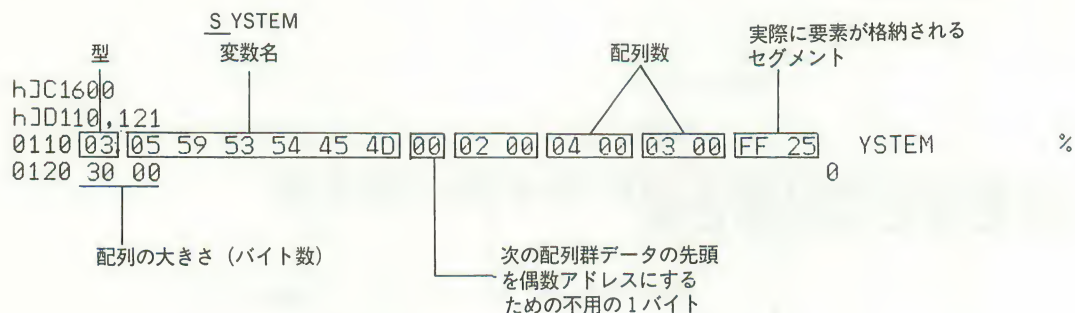 S YSTEM
型
変数名
配列数
実際に要素が格納される
セグメント
h]C1600
h]D110,121
0110 03 05 59 53 54 45 4D 00 02 00 04 00 03 00 FF 25 YSTEM %
0120 30 00 0
配列の大きさ(バイト数)
次の配列群データの先頭
を偶数アドレスにする
ための不用の1バイト